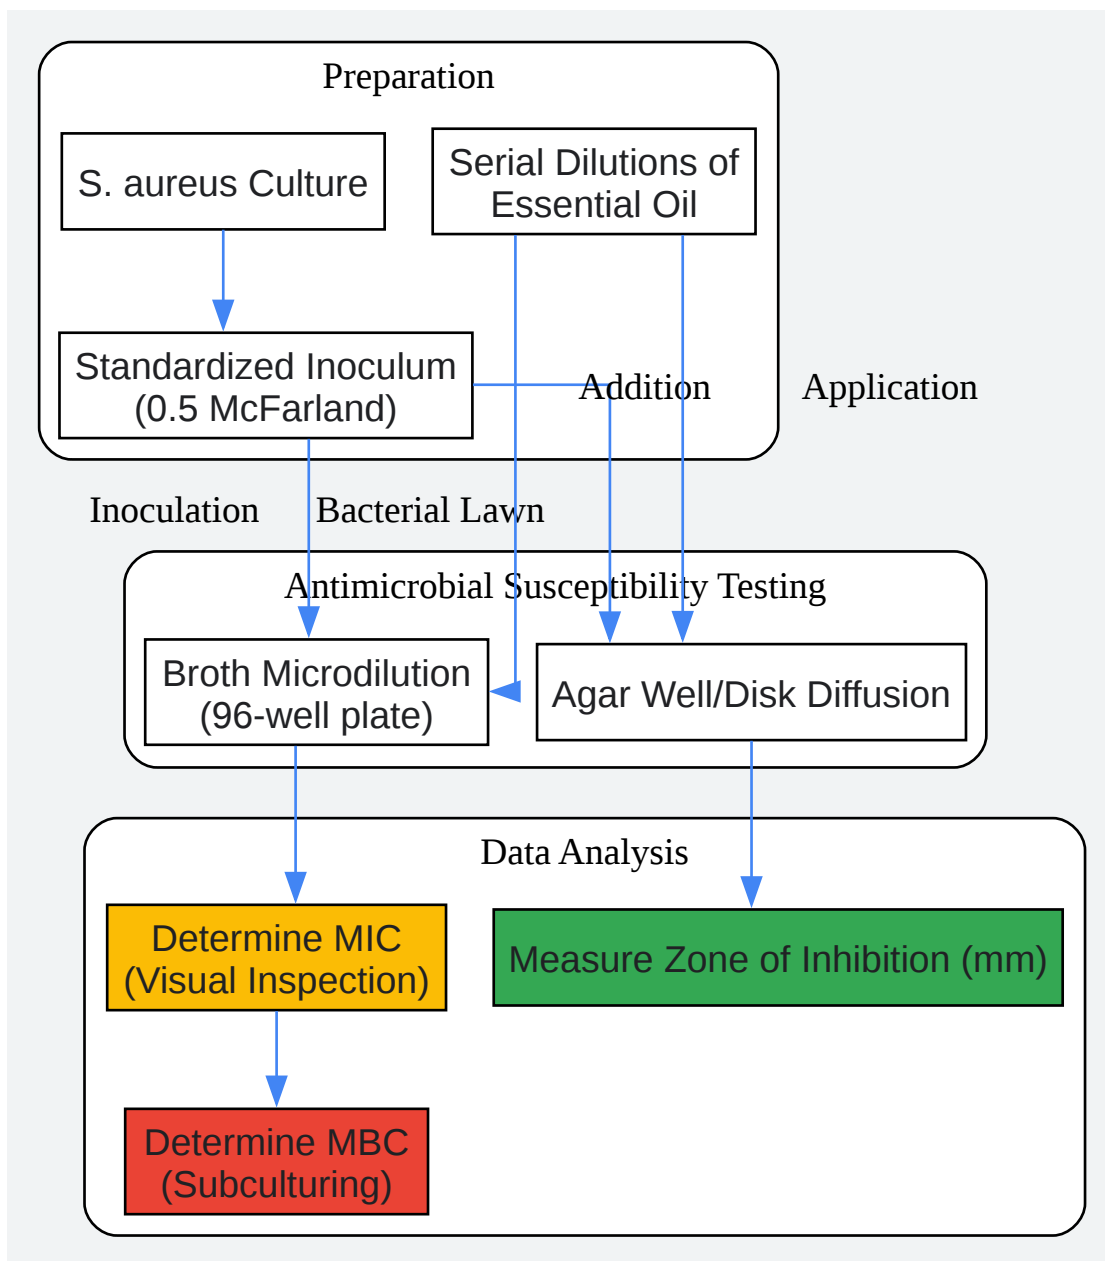 Preparation
S. aureus Culture
Serial Dilutions of
Essential Oil
Standardized Inoculum
(0.5 McFarland)
Addition
Application
Inoculation
Bacterial Lawn
Antimicrobial Susceptibility Testing
Broth Microdilution
(96-well plate)
Agar Well/Disk Diffusion
Data Analysis
Determine MIC
(Visual Inspection)
Measure Zone of Inhibition (mm)
Determine MBC
(Subculturing)